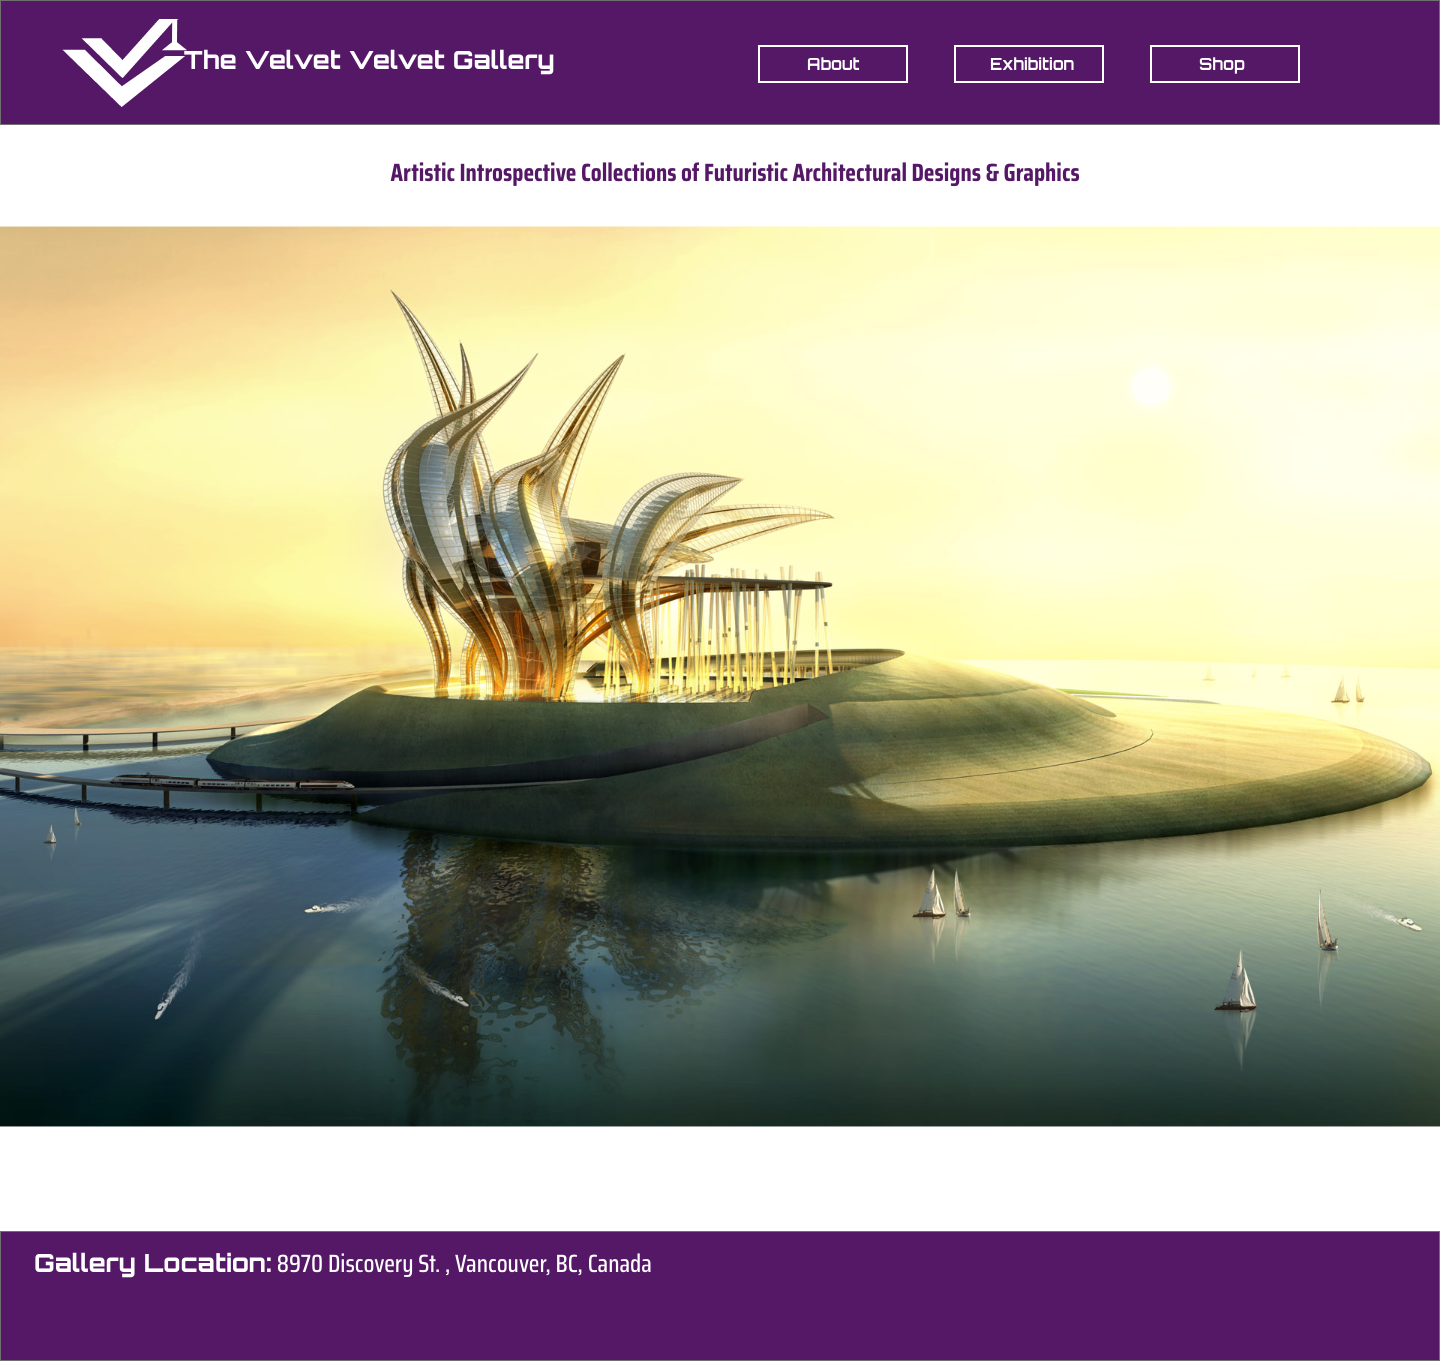 The Velvet Velvet Gallery
About
Exhibition
Shop
Artistic Introspective Collections of Futuristic Architectural Designs & Graphics
Gallery Location: 8970 Discovery St. , Vancouver, BC, Canada